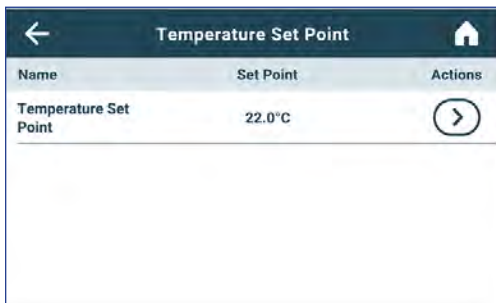 Temperature Set Point
Name Set Point Actions
Temperature Set
Point
22.0°C